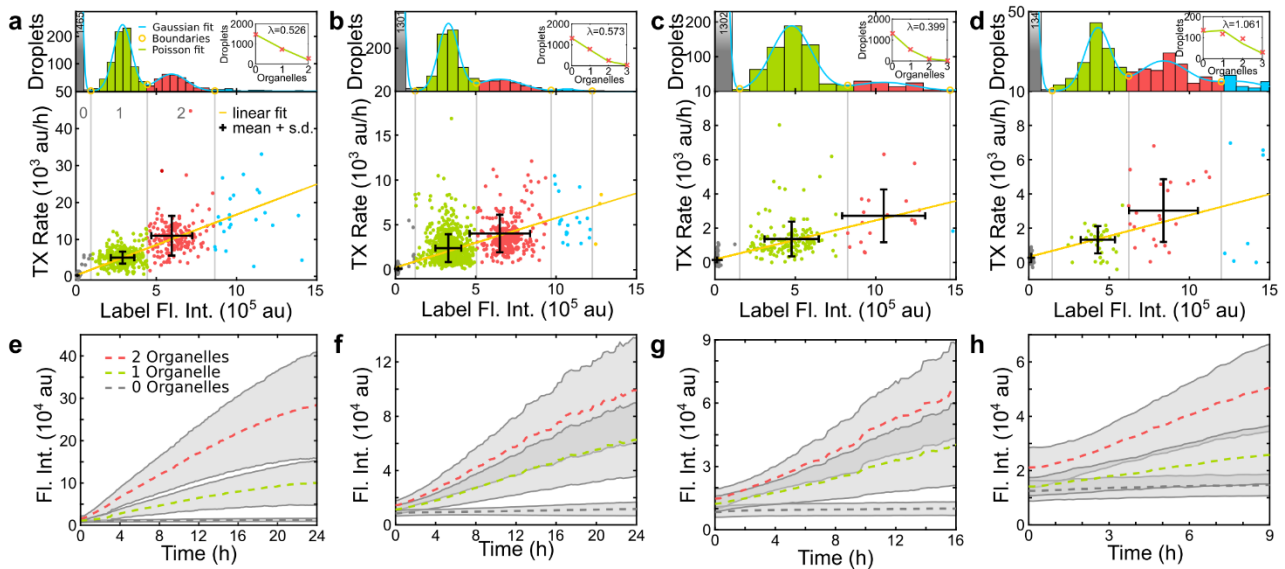 a
1465
Gaussian fit
Boundaries
Poisson fit
Droplets
200
100
50
λ=0.526
Droplets
2000
1000
0
0 1 2
Organelles
0 1 2
linear fit
mean + s.d.
TX Rate (10³ au/h)
40
30
20
10
0
0 5 10 15
Label Fl. Int. (10⁵ au)
b
1301
Droplets
200
20
λ=0.573
Droplets
2000
1000
0
0 1 2 3
Organelles
TX Rate (10³ au/h)
20
15
10
5
0
0 5 10 15
Label Fl. Int. (10⁵ au)
c
1302
Droplets
100
10
λ=0.399
Droplets
2000
1000
0
0 1 2 3
Organelles
TX Rate (10³ au/h)
8
6
4
2
0
0 5 10 15
Label Fl. Int. (10⁵ au)
d
134
Droplets
50
10
λ=1.061
Droplets
200
100
0
0 1 2 3
Organelles
TX Rate (10³ au/h)
8
6
4
2
0
0 5 10 15
Label Fl. Int. (10⁵ au)
e
2 Organelles
1 Organelle
0 Organelles
Fl. Int. (10⁴ au)
40
30
20
10
0
0 4 8 12 16 20 24
Time (h)
f
Fl. Int. (10⁴ au)
14
10
6
2
0
0 4 8 12 16 20 24
Time (h)
g
Fl. Int. (10⁴ au)
9
7
5
3
1
0
0 4 8 12 16
Time (h)
h
Fl. Int. (10⁴ au)
6
4
2
1
0
0 3 6 9
Time (h)